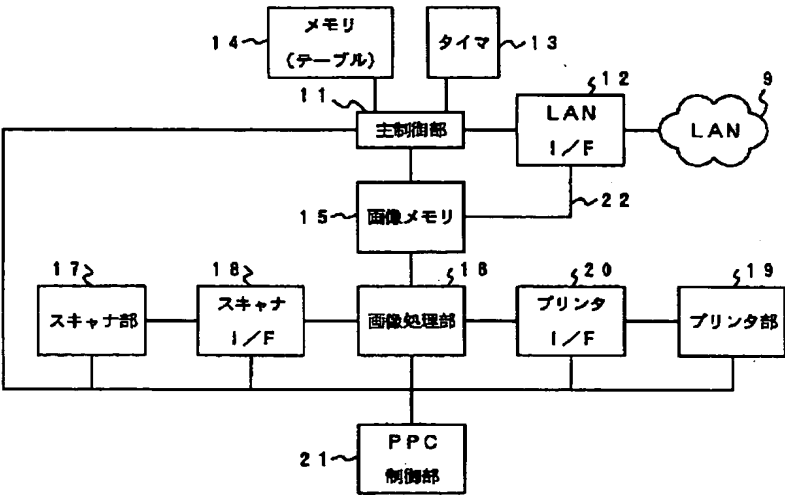 メモリ
(テーブル)
14
タイマ
13
11
主制御部
12
LAN
I/F
9
LAN
15
画像メモリ
22
17
スキャナ部
18
スキャナ
I/F
16
画像処理部
20
プリンタ
I/F
19
プリンタ部
21
PPC
制御部